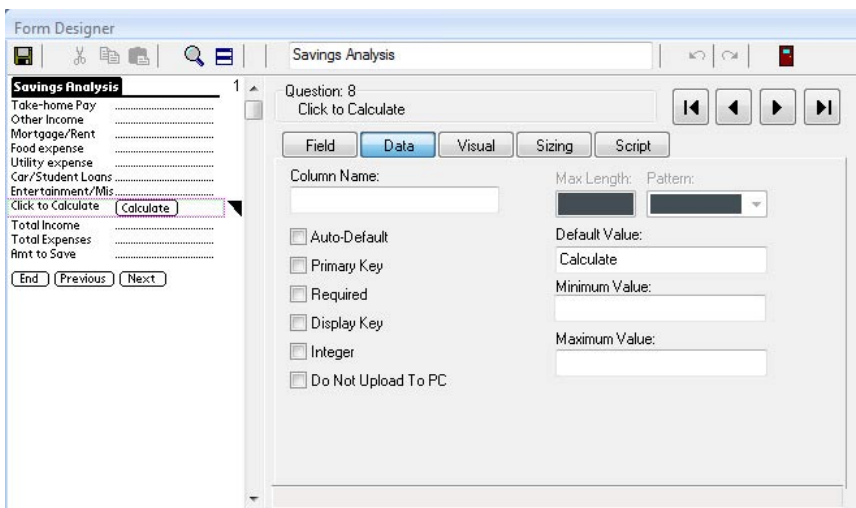 Form Designer
Savings Analysis
Savings Analysis 1
Take-home Pay
Other Income
Mortgage/Rent
Food expense
Utility expense
Car/Student Loans
Entertainment/Mis
Click to Calculate Calculate
Total Income
Total Expenses
Amt to Save
End Previous Next
Question: 8
Click to Calculate
Field Data Visual Sizing Script
Column Name:
Auto-Default
Primary Key
Required
Display Key
Integer
Do Not Upload To PC
Max Length: Pattern:
Default Value:
Calculate
Minimum Value:
Maximum Value: